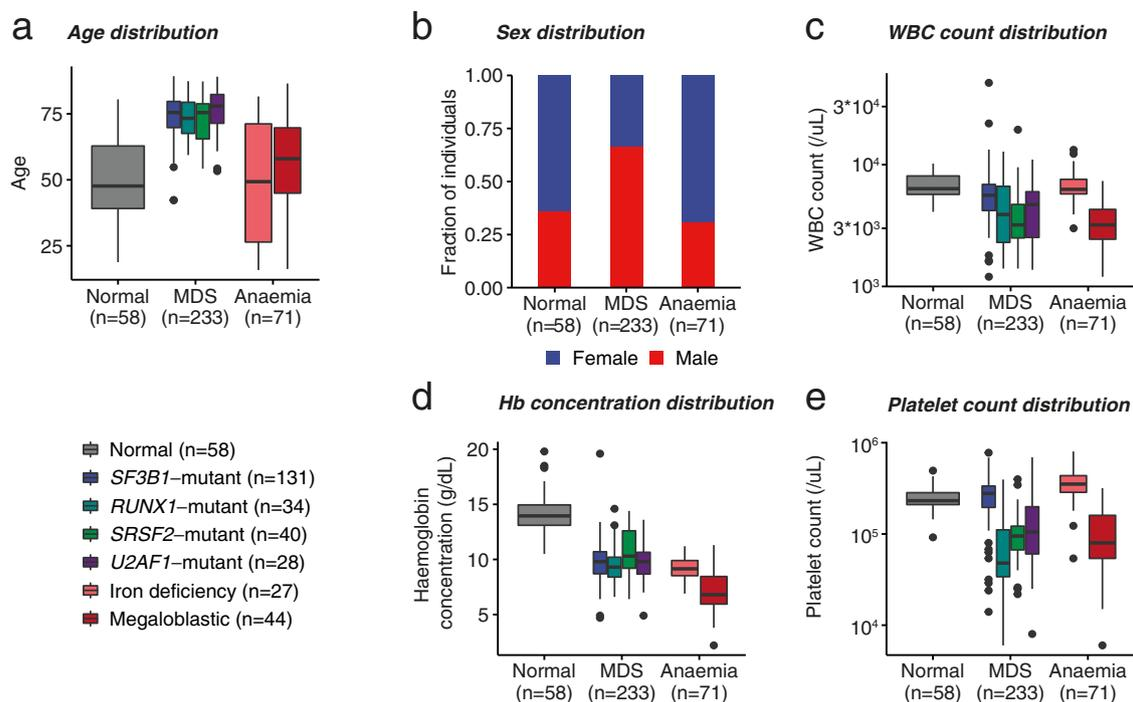 a
Age distribution
Age
75
50
25
Normal
(n=58)
MDS
(n=233)
Anaemia
(n=71)
b
Sex distribution
Fraction of individuals
1.00
0.75
0.50
0.25
0.00
Normal
(n=58)
MDS
(n=233)
Anaemia
(n=71)
Female
Male
c
WBC count distribution
WBC count (/uL)
3*10⁴
10⁴
3*10³
10³
Normal
(n=58)
MDS
(n=233)
Anaemia
(n=71)
Normal (n=58)
SF3B1–mutant (n=131)
RUNX1–mutant (n=34)
SRSF2–mutant (n=40)
U2AF1–mutant (n=28)
Iron deficiency (n=27)
Megaloblastic (n=44)
d
Hb concentration distribution
Haemoglobin
concentration (g/dL)
20
15
10
5
Normal
(n=58)
MDS
(n=233)
Anaemia
(n=71)
e
Platelet count distribution
Platelet count (/uL)
10⁶
10⁵
10⁴
Normal
(n=58)
MDS
(n=233)
Anaemia
(n=71)